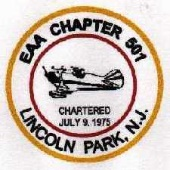 EAA CHAPTER 501
CHARTERED
JULY 9, 1975
LINCOLN PARK, N.J.